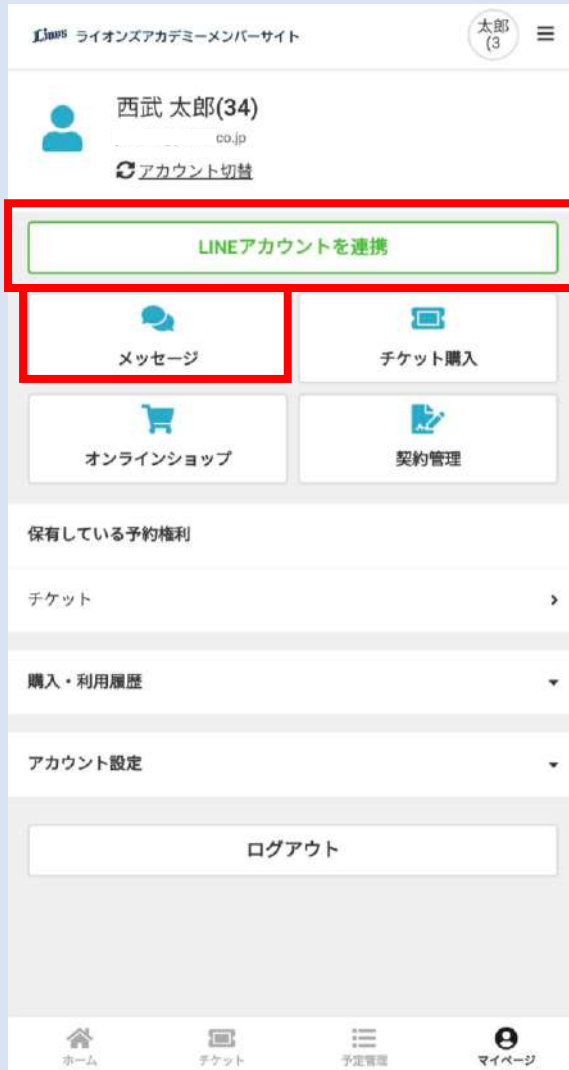 Lions ライオンズアカデミーメンバーサイト
太郎
(3
西武 太郎(34)
co.jp
アカウント切替
LINEアカウントを連携
メッセージ
チケット購入
オンラインショップ
契約管理
保有している予約権利
チケット
購入・利用履歴
アカウント設定
ログアウト
ホーム
チケット
予定管理
マイページ